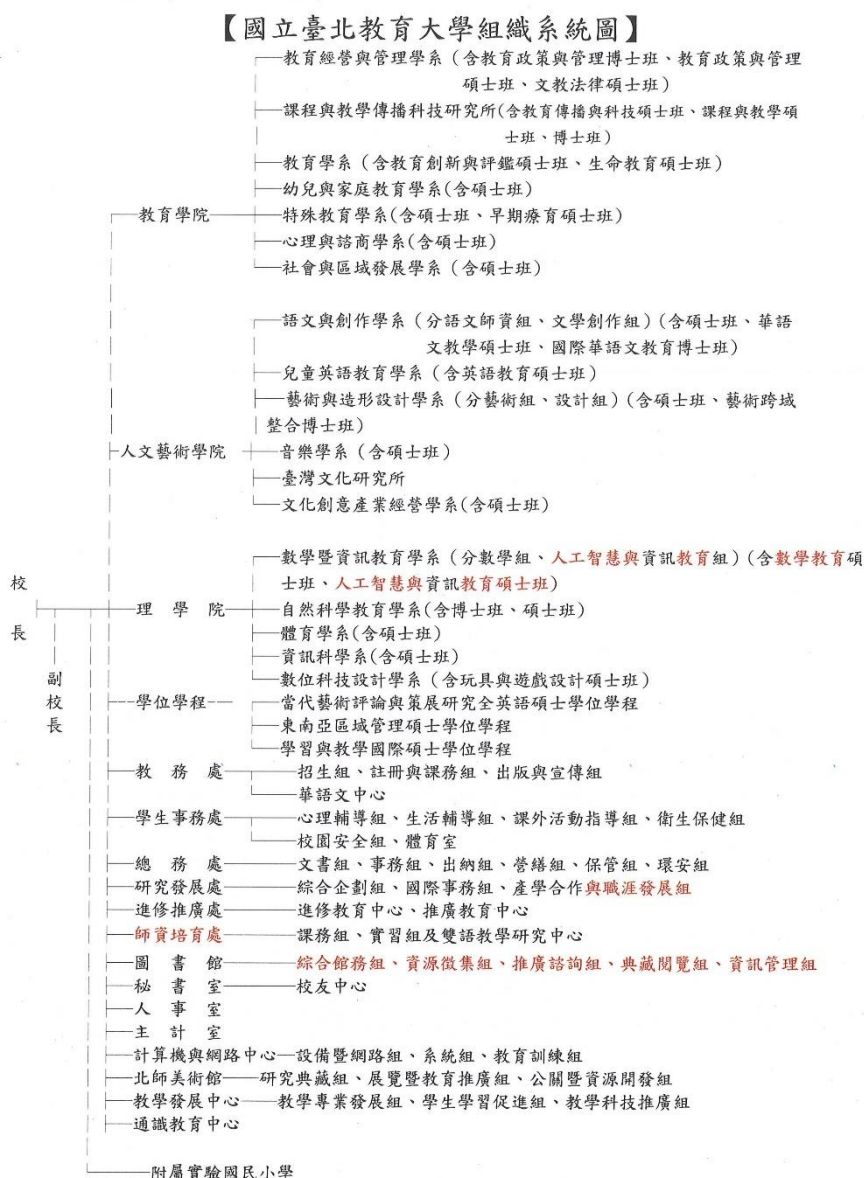 【國立臺北教育大學組織系統圖】
教育經營與管理學系（含教育政策與管理博士班、教育政策與管理
碩士班、文教法律碩士班）
課程與教學傳播科技研究所(含教育傳播與科技碩士班、課程與教學碩
士班、博士班）
教育學系（含教育創新與評鑑碩士班、生命教育碩士班）
幼兒與家庭教育學系(含碩士班)
教育學院 特殊教育學系(含碩士班、早期療育碩士班)
心理與諮商學系(含碩士班)
社會與區域發展學系（含碩士班）
語文與創作學系（分語文師資組、文學創作組）(含碩士班、華語
文教學碩士班、國際華語文教育博士班）
兒童英語教育學系（含英語教育碩士班）
藝術與造形設計學系（分藝術組、設計組）(含碩士班、藝術跨域
整合博士班）
人文藝術學院 音樂學系（含碩士班）
臺灣文化研究所
文化創意產業經營學系(含碩士班)
數學暨資訊教育學系（分數學組、人工智慧與資訊教育組）(含數學教育碩
士班、人工智慧與資訊教育碩士班)
校長
副校長
理學院 自然科學教育學系(含博士班、碩士班)
體育學系(含碩士班)
資訊科學系(含碩士班)
數位科技設計學系（含玩具與遊戲設計碩士班）
學位學程 當代藝術評論與策展研究全英語碩士學位學程
東南亞區域管理碩士學位學程
學習與教學國際碩士學位學程
教務處 招生組、註冊與課務組、出版與宣傳組
華語文中心
學生事務處 心理輔導組、生活輔導組、課外活動指導組、衛生保健組
校園安全組、體育室
總務處 文書組、事務組、出納組、營繕組、保管組、環安組
研究發展處 綜合企劃組、國際事務組、產學合作與職涯發展組
進修推廣處 進修教育中心、推廣教育中心
師資培育處 課務組、實習組及雙語教學研究中心
圖書館 綜合館務組、資源徵集組、推廣諮詢組、典藏閱覽組、資訊管理組
秘書室 校友中心
人事室
主計室
計算機與網路中心 設備暨網路組、系統組、教育訓練組
北師美術館 研究典藏組、展覽暨教育推廣組、公關暨資源開發組
教學發展中心 教學專業發展組、學生學習促進組、教學科技推廣組
通識教育中心
附屬實驗國民小學